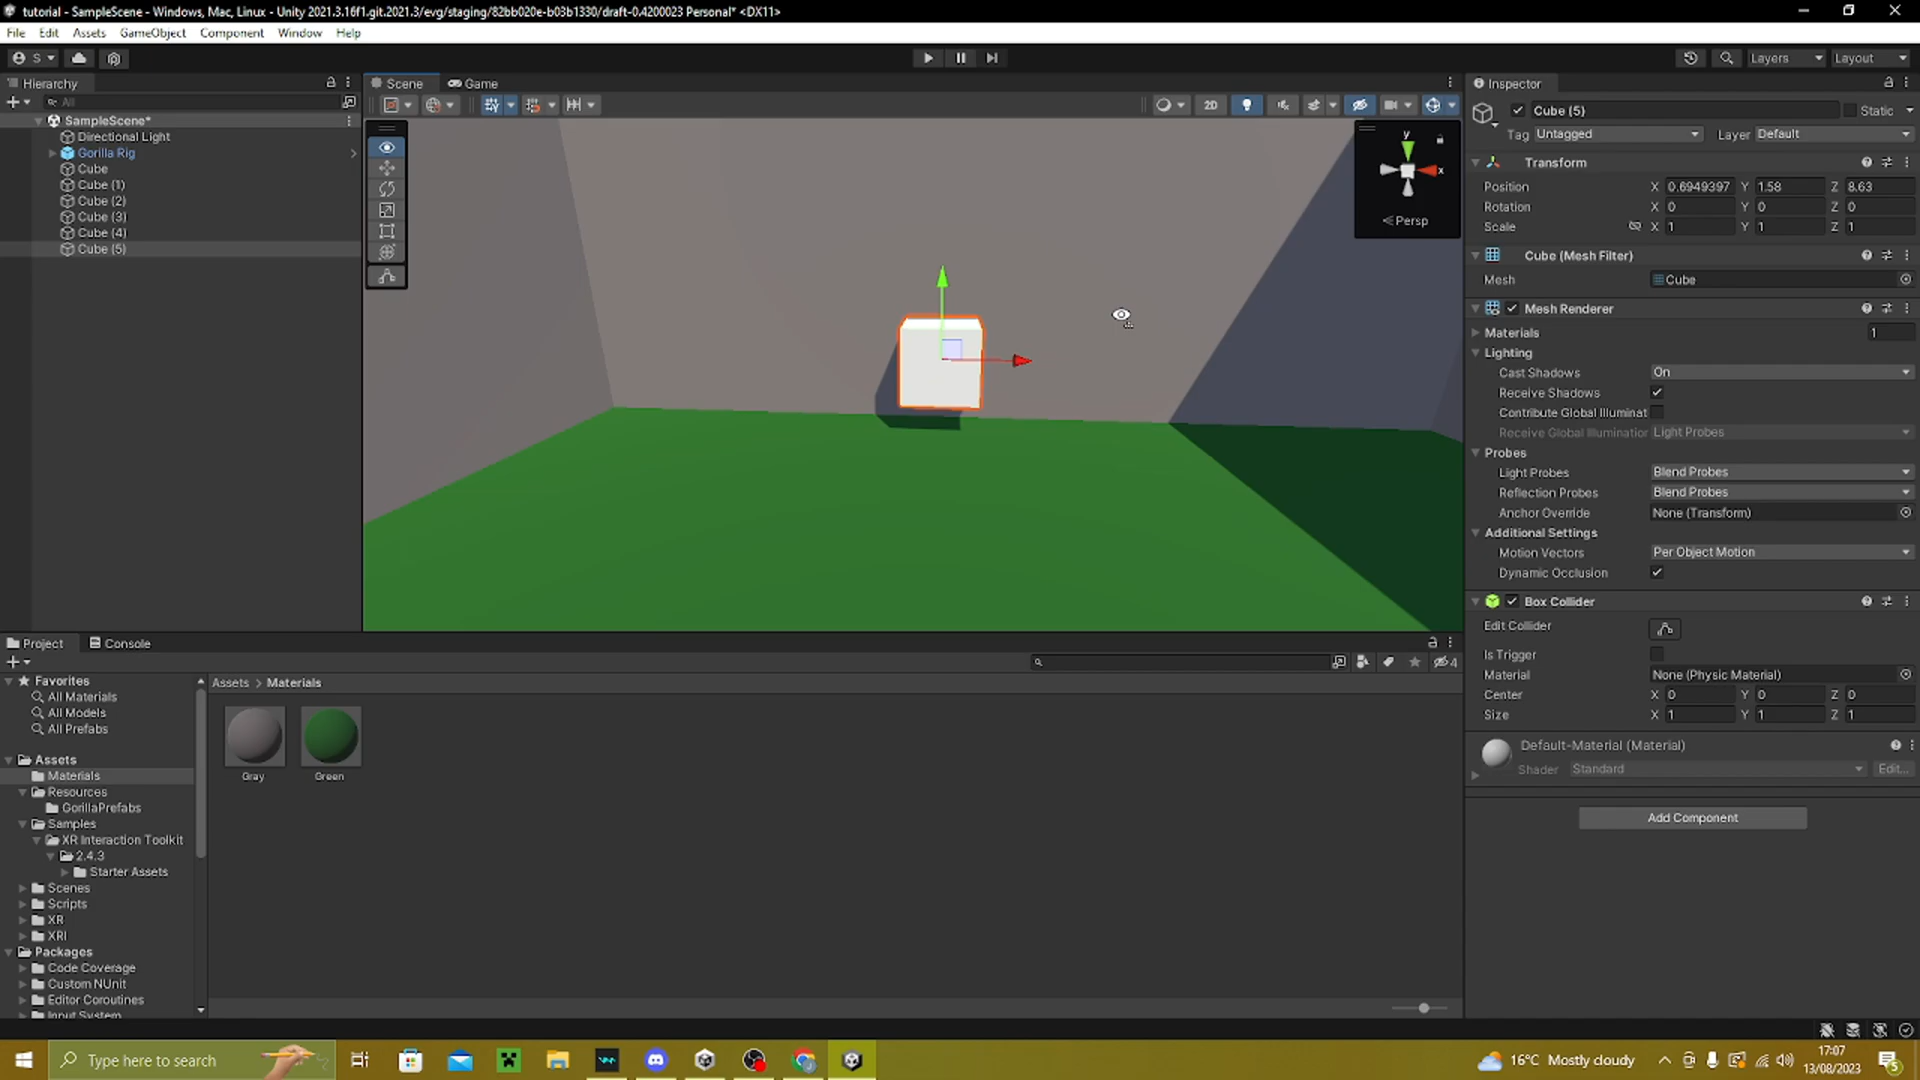 tutorial - SampleScene - Windows, Mac, Linux - Unity 2021.3.16f1.git.2021.3/evg/staging/82bb020e-b03b1330/draft-0.4200023 Personal* <DX11>
File Edit Assets GameObject Component Window Help
S Layers Layout
Hierarchy
All
SampleScene*
Directional Light
Gorilla Rig
Cube
Cube (1)
Cube (2)
Cube (3)
Cube (4)
Cube (5)
Scene Game
2D
y
x
Persp
Inspector
Cube (5) Static
Tag Untagged Layer Default
Transform
Position X 0.6949397 Y 1.58 Z 8.63
Rotation X 0 Y 0 Z 0
Scale X 1 Y 1 Z 1
Cube (Mesh Filter)
Mesh Cube
Mesh Renderer
Materials 1
Lighting
Cast Shadows On
Receive Shadows
Contribute Global Illuminat
Receive Global Illumination Light Probes
Probes
Light Probes Blend Probes
Reflection Probes Blend Probes
Anchor Override None (Transform)
Additional Settings
Motion Vectors Per Object Motion
Dynamic Occlusion
Box Collider
Edit Collider
Is Trigger
Material None (Physic Material)
Center X 0 Y 0 Z 0
Size X 1 Y 1 Z 1
Default-Material (Material)
Shader Standard Edit...
Add Component
Project Console
4
Favorites
All Materials
All Models
All Prefabs
Assets
Materials
Resources
GorillaPrefabs
Samples
XR Interaction Toolkit
2.4.3
Starter Assets
Scenes
Scripts
XR
XRI
Packages
Code Coverage
Custom NUnit
Editor Coroutines
Input System
Assets > Materials
Gray Green
Type here to search
16°C Mostly cloudy
17:07
13/08/2023
5